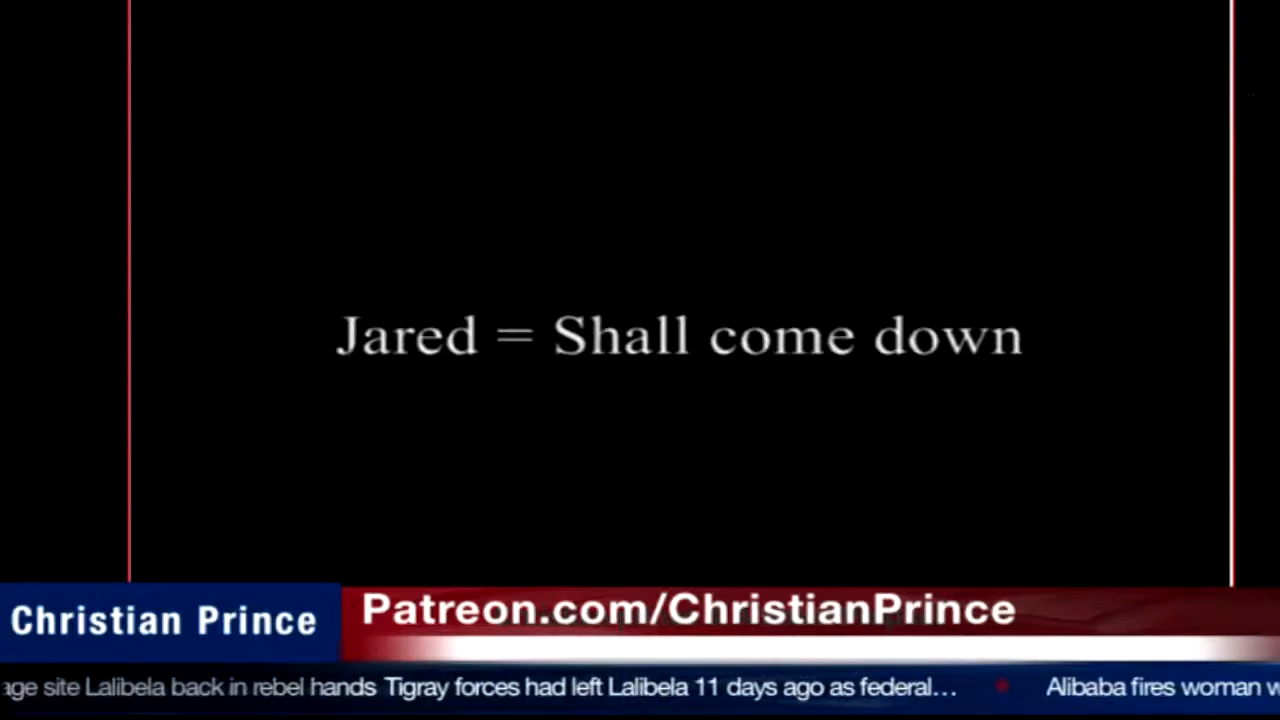 Jared = Shall come down
Christian Prince
Patreon.com/ChristianPrince
site Lalibela back in rebel hands Tigray forces had left Lalibela 11 days ago as federal...
Alibaba fires woman